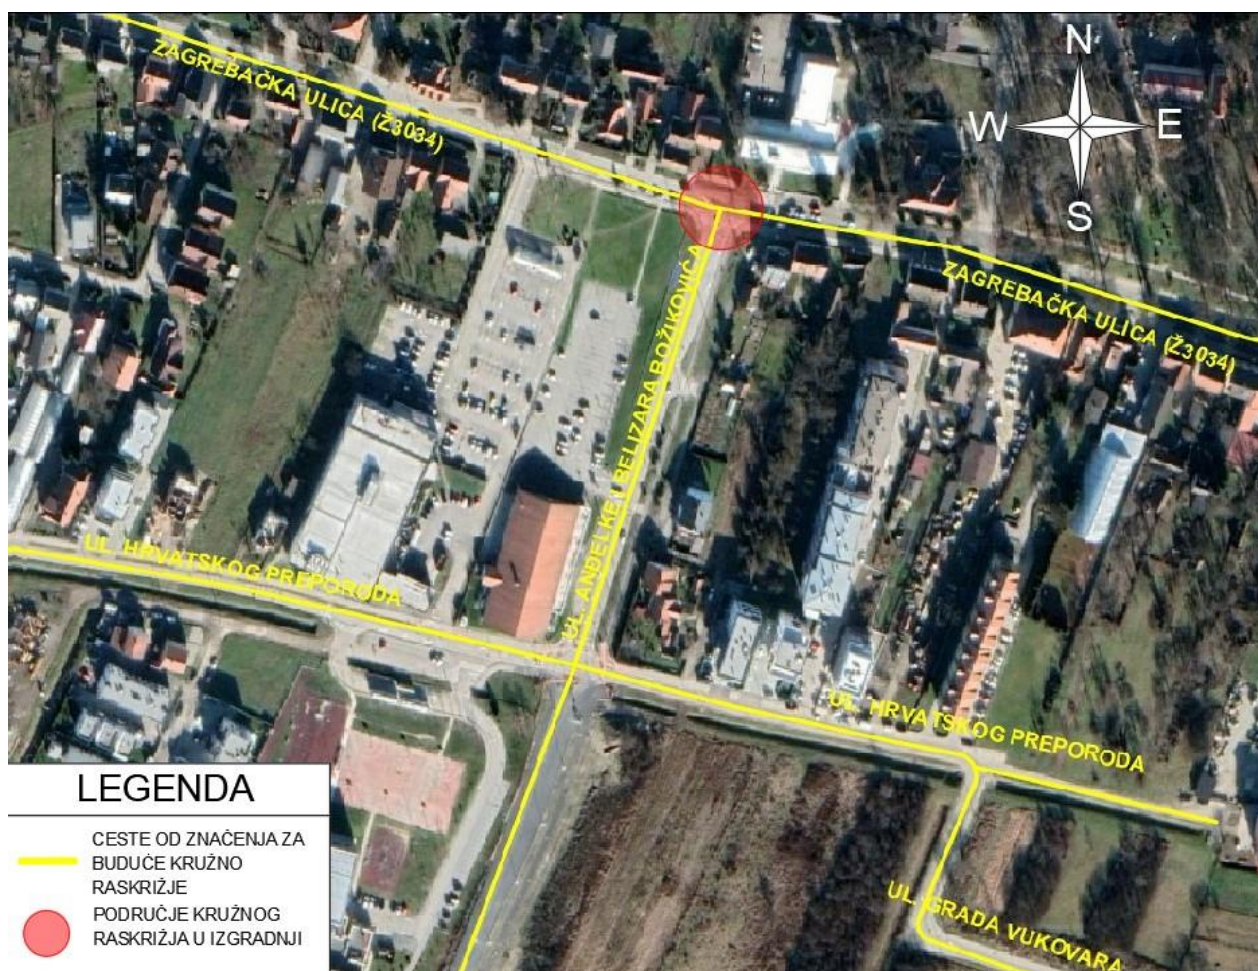 N
ZAGREBAČKA ULICA (Ž3034)
W
E
S
ZAGREBAČKA ULICA (Ž3034)
UL. ANĐELKE I BELIZARA BOŽIKOVIĆA
UL. HRVATSKOG PREPORODA
UL. HRVATSKOG PREPORODA
UL. GRADA VUKOVARA
LEGENDA
CESTE OD ZNAČENJA ZA
BUDUĆE KRUŽNO
RASKRIŽJE
PODRUČJE KRUŽNOG
RASKRIŽJA U IZGRADNJI